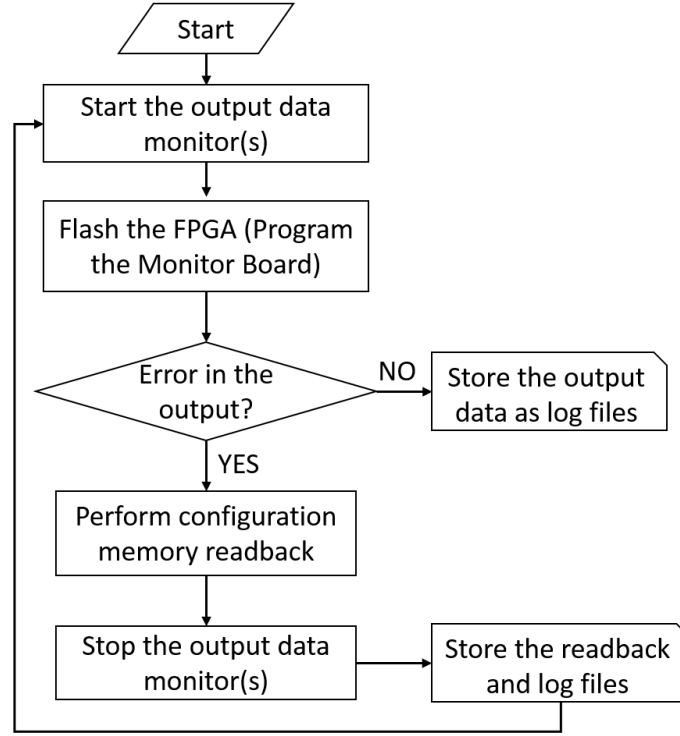 Start
Start the output data
monitor(s)
Flash the FPGA (Program
the Monitor Board)
Error in the
output?
NO
Store the output
data as log files
YES
Perform configuration
memory readback
Stop the output data
monitor(s)
Store the readback
and log files